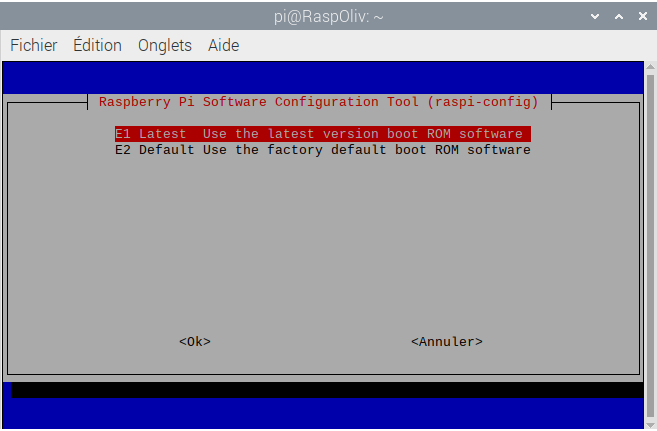 pi@RaspOliv: ~
Fichier Édition Onglets Aide
Raspberry Pi Software Configuration Tool (raspi-config)
E1 Latest  Use the latest version boot ROM software
E2 Default Use the factory default boot ROM software
<Ok> <Annuler>